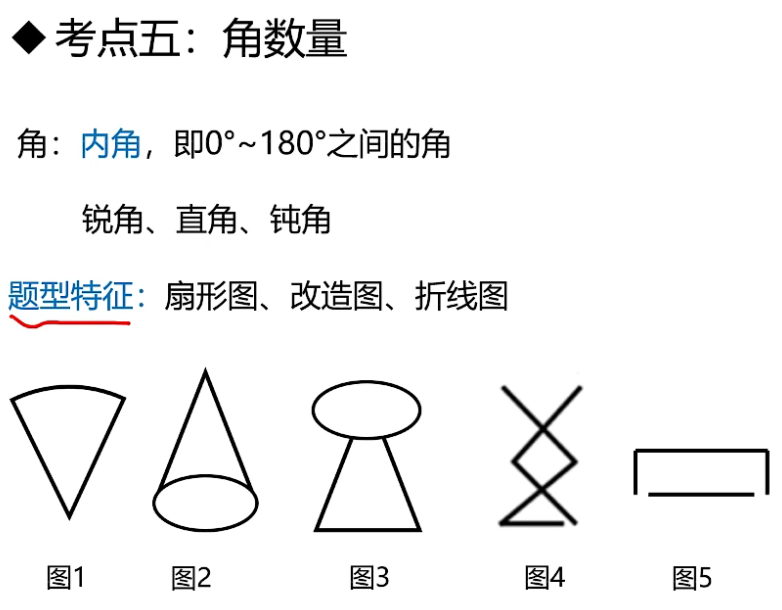 ◆考点五：角数量
角：内角，即0°~180°之间的角
锐角、直角、钝角
题型特征：扇形图、改造图、折线图
图1 图2 图3 图4 图5